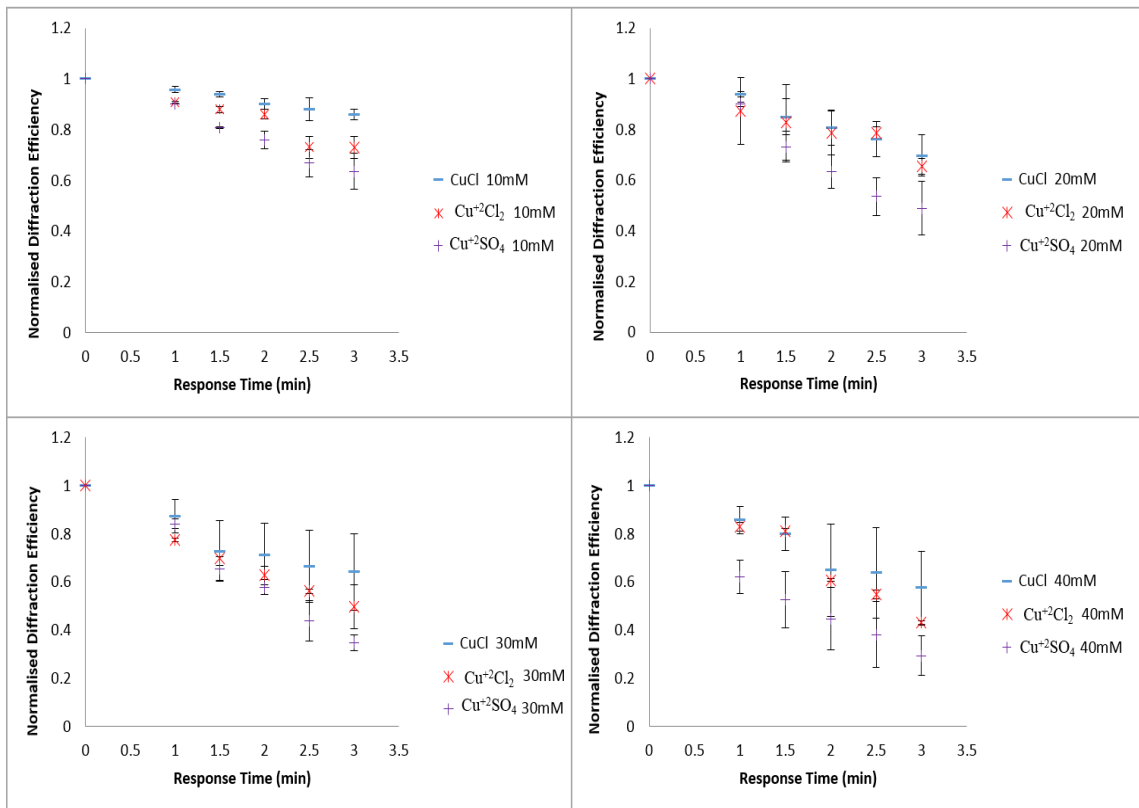 1.2
1
0.8
0.6
0.4
0.2
0
0 0.5 1 1.5 2 2.5 3 3.5
Normalised Diffraction Efficiency
Response Time (min)
CuCl 10mM
Cu⁺²Cl₂ 10mM
Cu⁺²SO₄ 10mM
1.2
1
0.8
0.6
0.4
0.2
0
0 0.5 1 1.5 2 2.5 3 3.5
Normalised Diffraction Efficiency
Response Time (min)
CuCl 20mM
Cu⁺²Cl₂ 20mM
Cu⁺²SO₄ 20mM
1.2
1
0.8
0.6
0.4
0.2
0
0 0.5 1 1.5 2 2.5 3 3.5
Normalised Diffraction Efficiency
Response Time (min)
CuCl 30mM
Cu⁺²Cl₂ 30mM
Cu⁺²SO₄ 30mM
1.2
1
0.8
0.6
0.4
0.2
0
0 0.5 1 1.5 2 2.5 3 3.5
Normalised Diffraction Efficiency
Response Time (min)
CuCl 40mM
Cu⁺²Cl₂ 40mM
Cu⁺²SO₄ 40mM